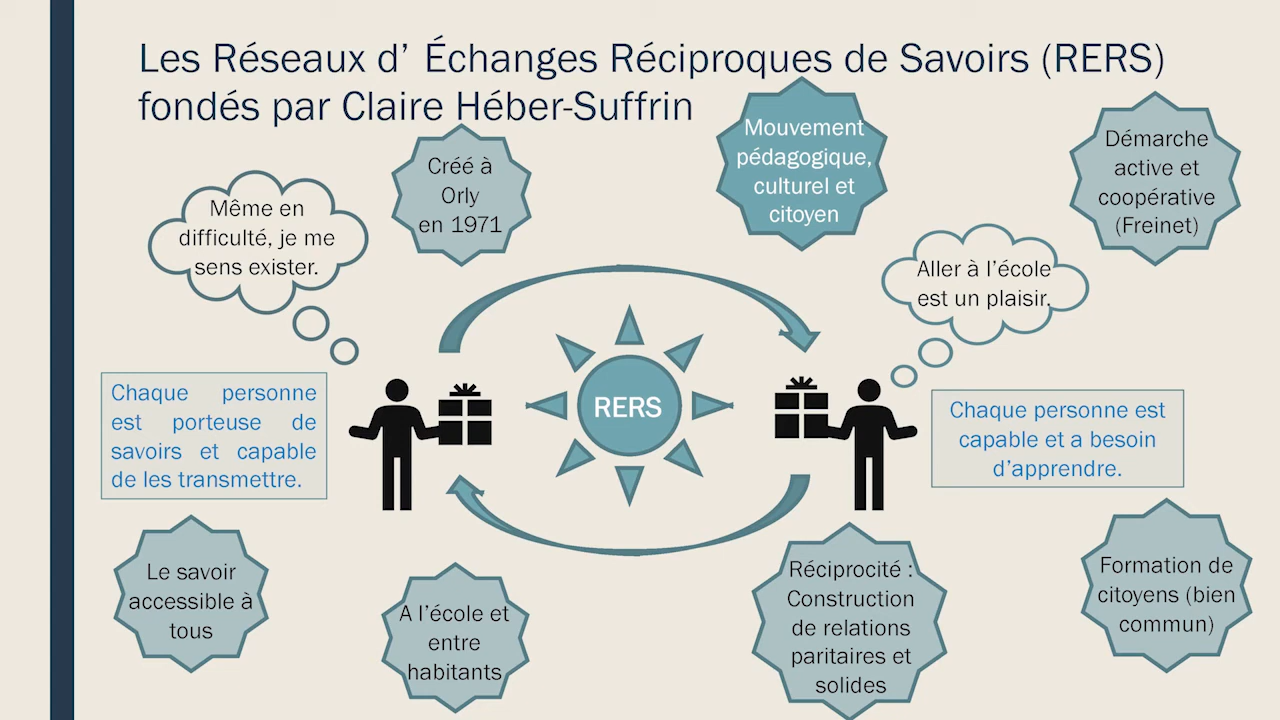 Les Réseaux d’ Échanges Réciproques de Savoirs (RERS)
fondés par Claire Héber-Suffrin
Créé à
Orly
en 1971
Mouvement
pédagogique,
culturel et
citoyen
Démarche
active et
coopérative
(Freinet)
Même en
difficulté, je me
sens exister.
Aller à l’école
est un plaisir.
Chaque personne
est porteuse de
savoirs et capable
de les transmettre.
RERS
Chaque personne est
capable et a besoin
d’apprendre.
Le savoir
accessible à
tous
A l’école et
entre
habitants
Réciprocité :
Construction
de relations
paritaires et
solides
Formation de
citoyens (bien
commun)